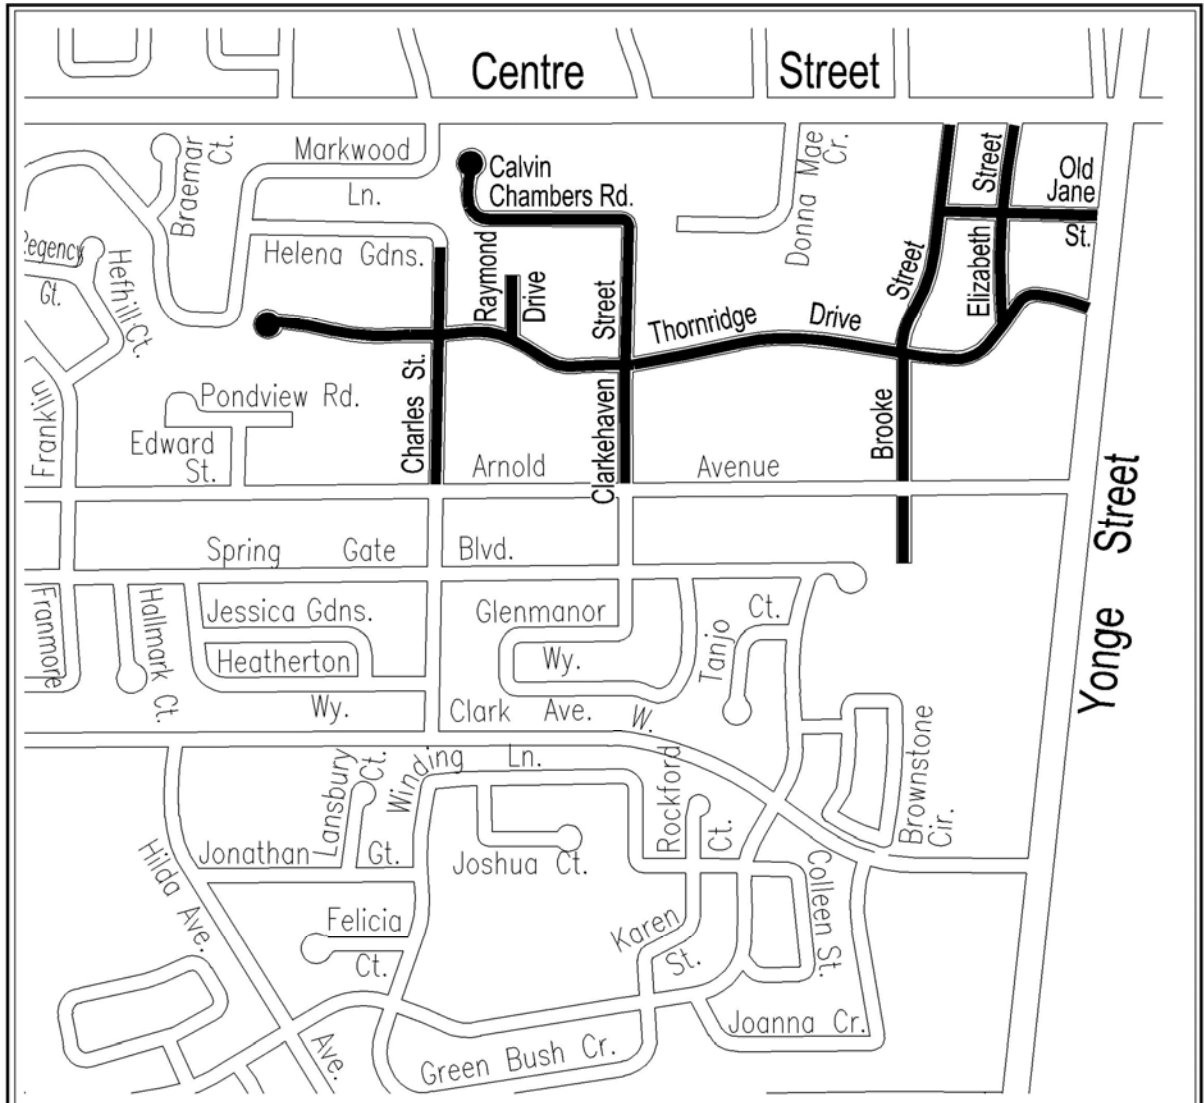 Centre Street
Braemar
Ct.
Markwood
Ln.
Calvin
Chambers Rd.
Donna Mae
Cr.
Street
Old
Jane
St.
Regency
Gt.
Hefhill Ct.
Helena Gdns.
Raymond
Drive
Street
Thornridge Drive
Street
Elizabeth
Franklin
Pondview Rd.
Edward
St.
Charles St.
Clarkehaven
Brooke
Arnold Avenue
Yonge Street
Spring Gate Blvd.
Franmore
Hallmark Ct.
Jessica Gdns.
Heatherton
Wy.
Glenmanor
Wy.
Tanjo
Ct.
Clark Ave. W.
Lansbury
Ct.
Winding Ln.
Rockford
Ct.
Brownstone
Cir.
Hilda Ave.
Jonathan Gt.
Joshua Ct.
Colleen St.
Felicia
Ct.
Karen
St.
Joanna Cr.
Green Bush Cr.
Ave.